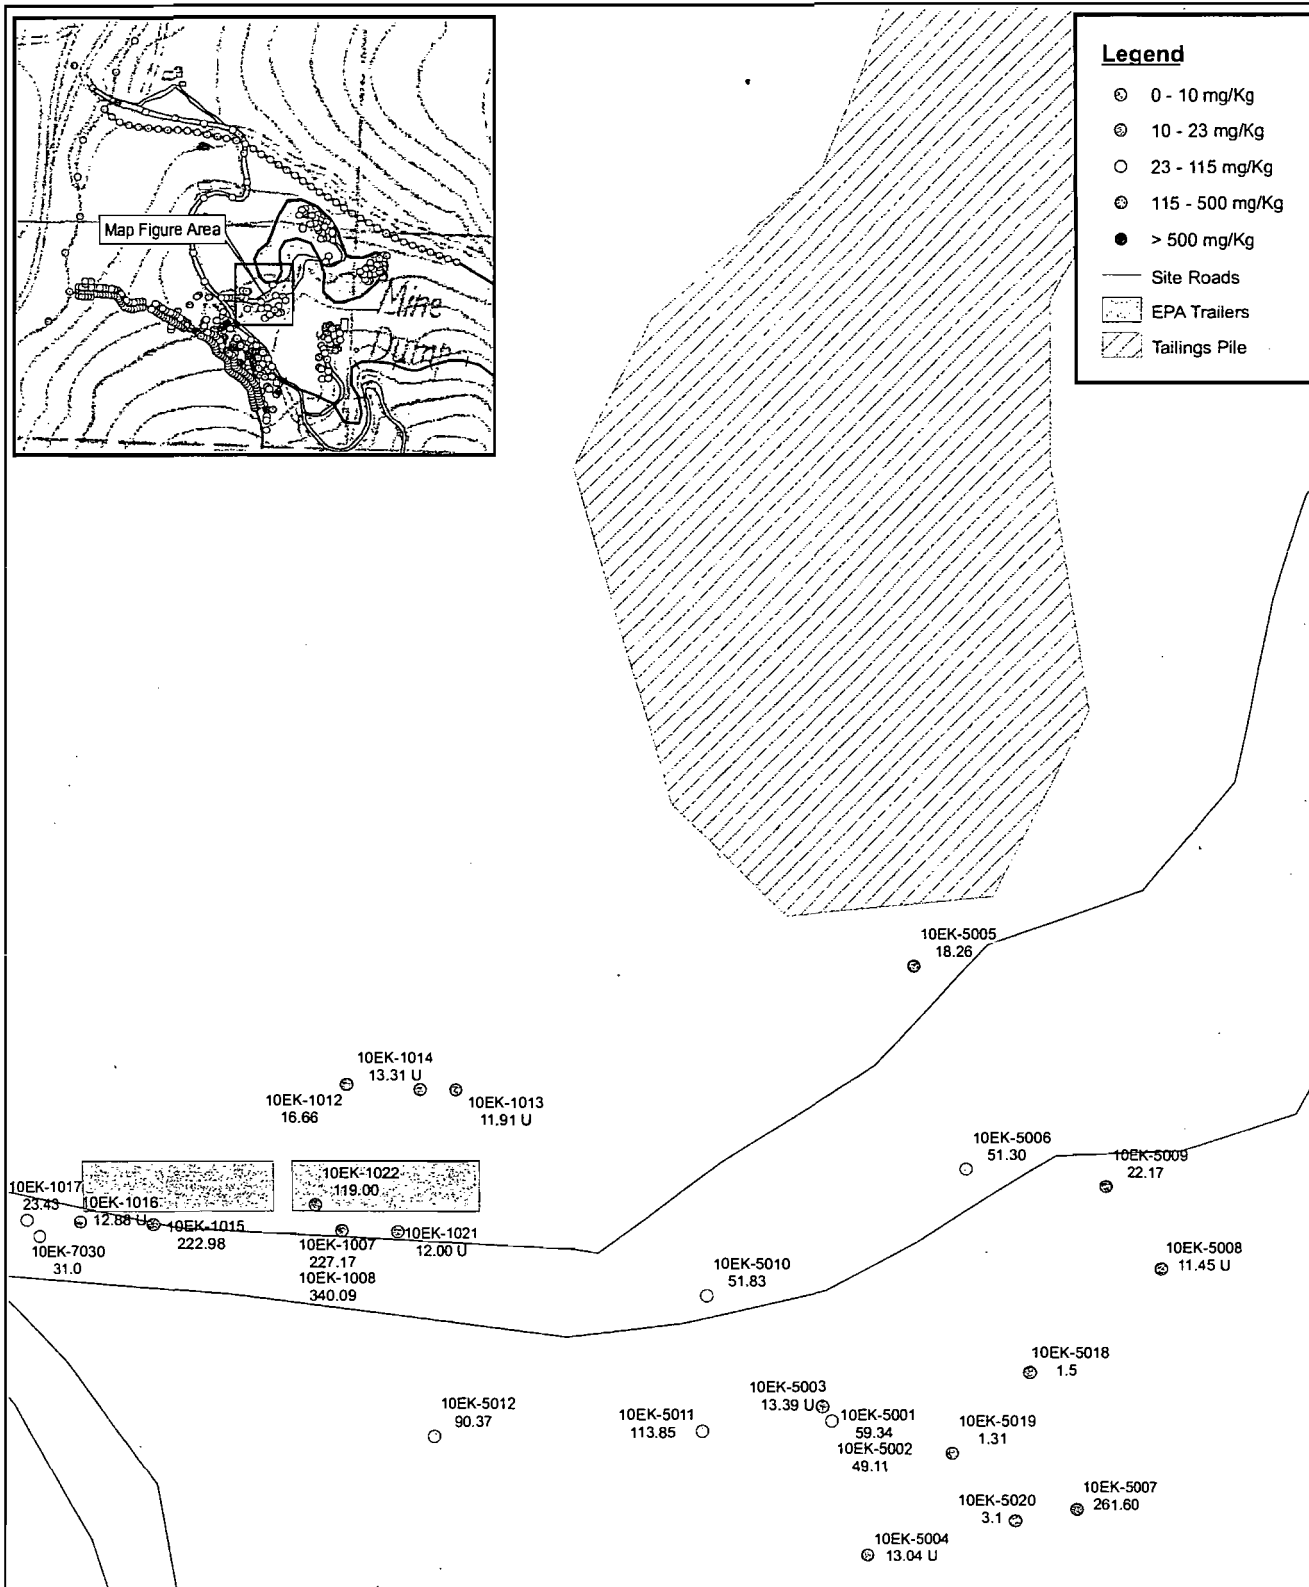 Map Figure Area
Mine
Dump
Legend
0 - 10 mg/Kg
10 - 23 mg/Kg
23 - 115 mg/Kg
115 - 500 mg/Kg
> 500 mg/Kg
Site Roads
EPA Trailers
Tailings Pile
10EK-5005
18.26
10EK-1014
13.31 U
10EK-1012
16.66
10EK-1013
11.91 U
10EK-5006
51.30
10EK-5009
22.17
10EK-1022
119.00
10EK-1017
23.43
10EK-1016
12.88 U
10EK-1015
222.98
10EK-7030
31.0
10EK-1007
227.17
10EK-1008
340.09
10EK-1021
12.00 U
10EK-5010
51.83
10EK-5008
11.45 U
10EK-5018
1.5
10EK-5003
13.39 U
10EK-5012
90.37
10EK-5011
113.85
10EK-5001
59.34
10EK-5002
49.11
10EK-5019
1.31
10EK-5007
261.60
10EK-5020
3.1
10EK-5004
13.04 U